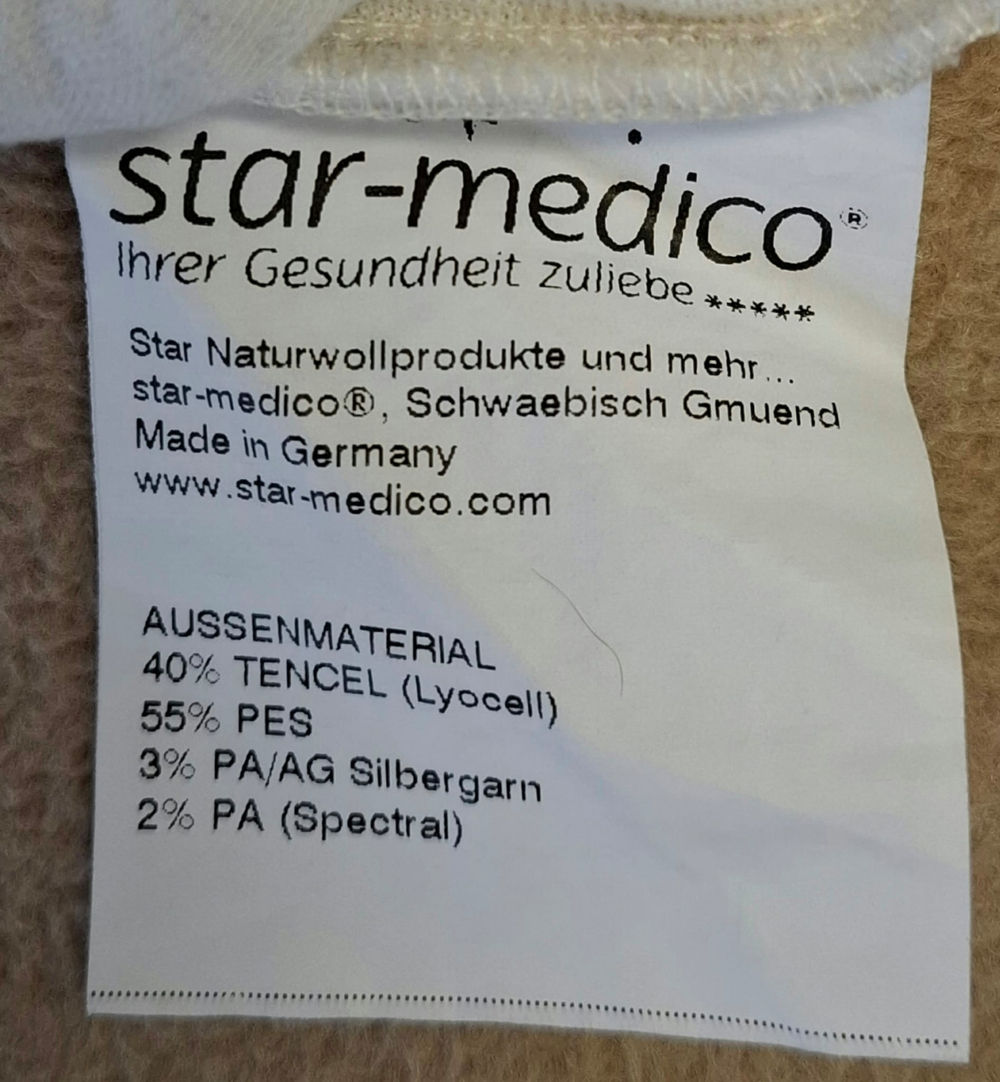 star-medico®
Ihrer Gesundheit zuliebe *****
Star Naturwollprodukte und mehr...
star-medico®, Schwaebisch Gmuend
Made in Germany
www.star-medico.com
AUSSENMATERIAL
40% TENCEL (Lyocell)
55% PES
3% PA/AG Silbergarn
2% PA (Spectral)